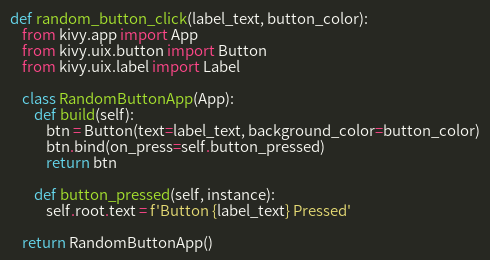 def random_button_click(label_text, button_color):
    from kivy.app import App
    from kivy.uix.button import Button
    from kivy.uix.label import Label

    class RandomButtonApp(App):
        def build(self):
            btn = Button(text=label_text, background_color=button_color)
            btn.bind(on_press=self.button_pressed)
            return btn

        def button_pressed(self, instance):
            self.root.text = f'Button {label_text} Pressed'

    return RandomButtonApp()